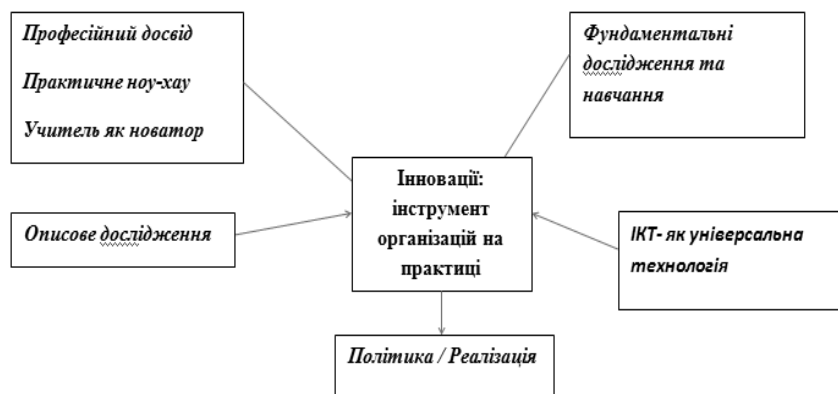 Професійний досвід
Практичне ноу-хау
Учитель як новатор
Фундаментальні
дослідження та
навчання
Інновації:
інструмент
організацій на
практиці
Описове дослідження
ІКТ- як універсальна
технологія
Політика / Реалізація